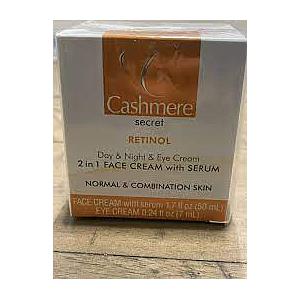 Cashmere
secret
RETINOL
Day & Night & Eye Cream
2 in 1 FACE CREAM with SERUM
NORMAL & COMBINATION SKIN
FACE CREAM with serum 1.7 fl oz (50 mL)
EYE CREAM 0.24 fl oz (7 mL)